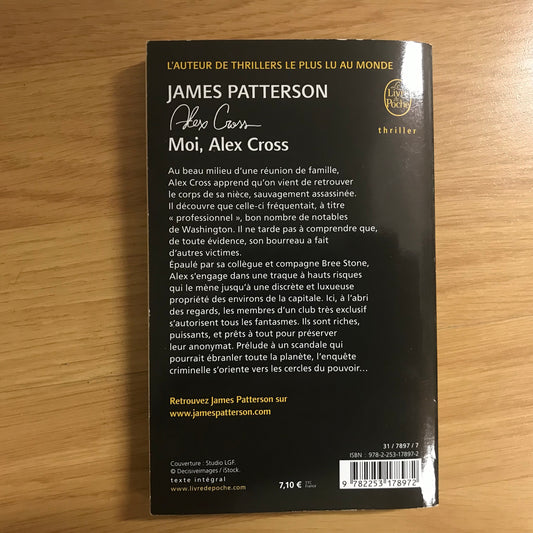 L'AUTEUR DE THRILLERS LE PLUS LU AU MONDE
JAMES PATTERSON
Alex Cross
Moi, Alex Cross
Le
Livre
de
Poche
thriller
Au beau milieu d'une réunion de famille,
Alex Cross apprend qu'on vient de retrouver
le corps de sa nièce, sauvagement assassinée.
Il découvre que celle-ci fréquentait, à titre
« professionnel », bon nombre de notables
de Washington. Il ne tarde pas à comprendre que,
de toute évidence, son bourreau a fait
d'autres victimes.
Épaulé par sa collègue et compagne Bree Stone,
Alex s'engage dans une traque à hauts risques
qui le mène jusqu'à une discrète et luxueuse
propriété des environs de la capitale. Ici, à l'abri
des regards, les membres d'un club très exclusif
s'autorisent tous les fantasmes. Ils sont riches,
puissants, et prêts à tout pour préserver
leur anonymat. Prélude à un scandale qui
pourrait ébranler toute la planète, l'enquête
criminelle s'oriente vers les cercles du pouvoir...
Retrouvez James Patterson sur
www.jamespatterson.com
Couverture : Studio LGF.
© Decisiveimages / iStock.
texte intégral
www.livredepoche.com
7,10 € TTC
France
31 / 7897 / 7
ISBN : 978-2-253-17897-2
9 782253 178972